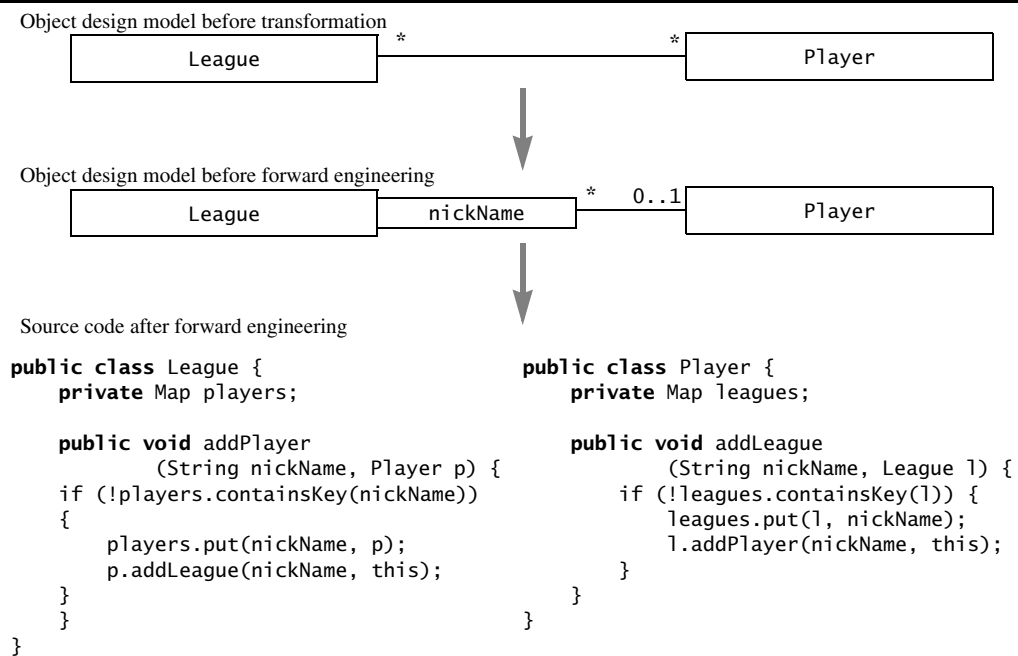 Object design model before transformation
League
*
*
Player
Object design model before forward engineering
League
nickName
*
0..1
Player
Source code after forward engineering
public class League {
private Map players;
public void addPlayer
(String nickName, Player p) {
if (!players.containsKey(nickName))
{
players.put(nickName, p);
p.addLeague(nickName, this);
}
}
}
public class Player {
private Map leagues;
public void addLeague
(String nickName, League l) {
if (!leagues.containsKey(l)) {
leagues.put(l, nickName);
l.addPlayer(nickName, this);
}
}
}